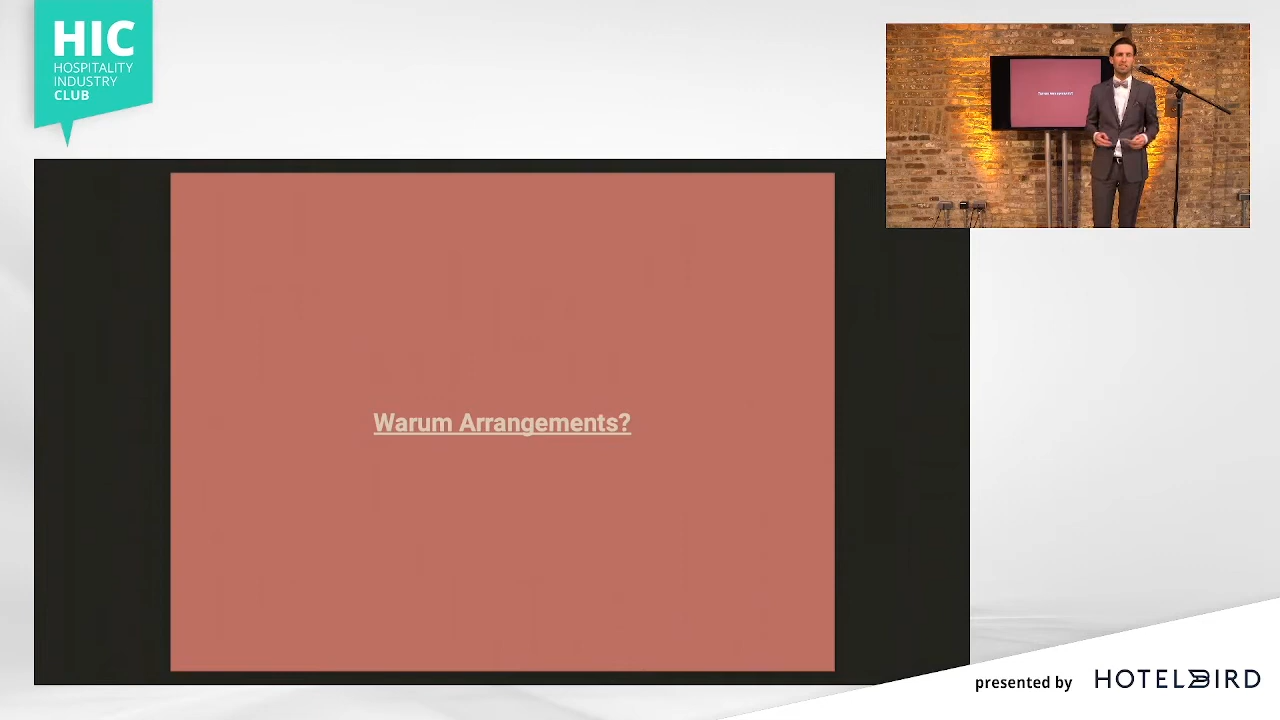 HIC
HOSPITALITY
INDUSTRY
CLUB
Warum Arrangements?
presented by HOTELBIRD